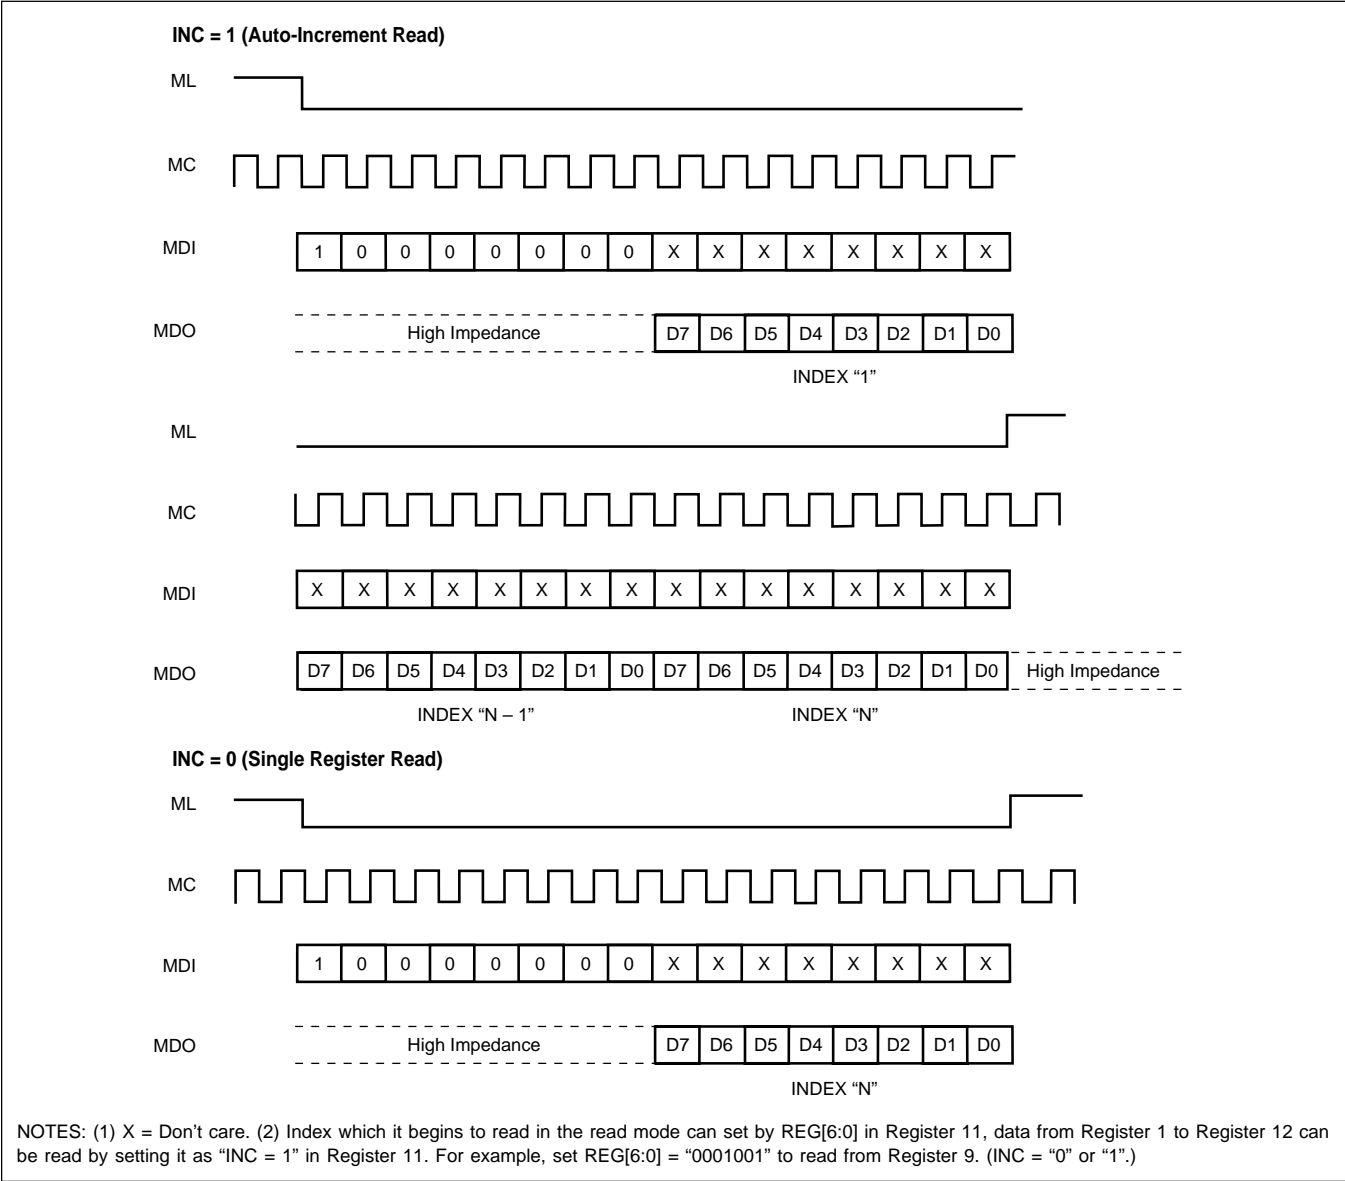 INC = 1 (Auto-Increment Read)
ML
MC
MDI 1 0 0 0 0 0 0 0 X X X X X X X X
MDO High Impedance D7 D6 D5 D4 D3 D2 D1 D0
INDEX “1”
ML
MC
MDI X X X X X X X X X X X X X X X X
MDO D7 D6 D5 D4 D3 D2 D1 D0 D7 D6 D5 D4 D3 D2 D1 D0 High Impedance
INDEX “N – 1” INDEX “N”
INC = 0 (Single Register Read)
ML
MC
MDI 1 0 0 0 0 0 0 0 X X X X X X X X
MDO High Impedance D7 D6 D5 D4 D3 D2 D1 D0
INDEX “N”
NOTES: (1) X = Don’t care. (2) Index which it begins to read in the read mode can set by REG[6:0] in Register 11, data from Register 1 to Register 12 can
be read by setting it as “INC = 1” in Register 11. For example, set REG[6:0] = “0001001” to read from Register 9. (INC = “0” or “1”.)